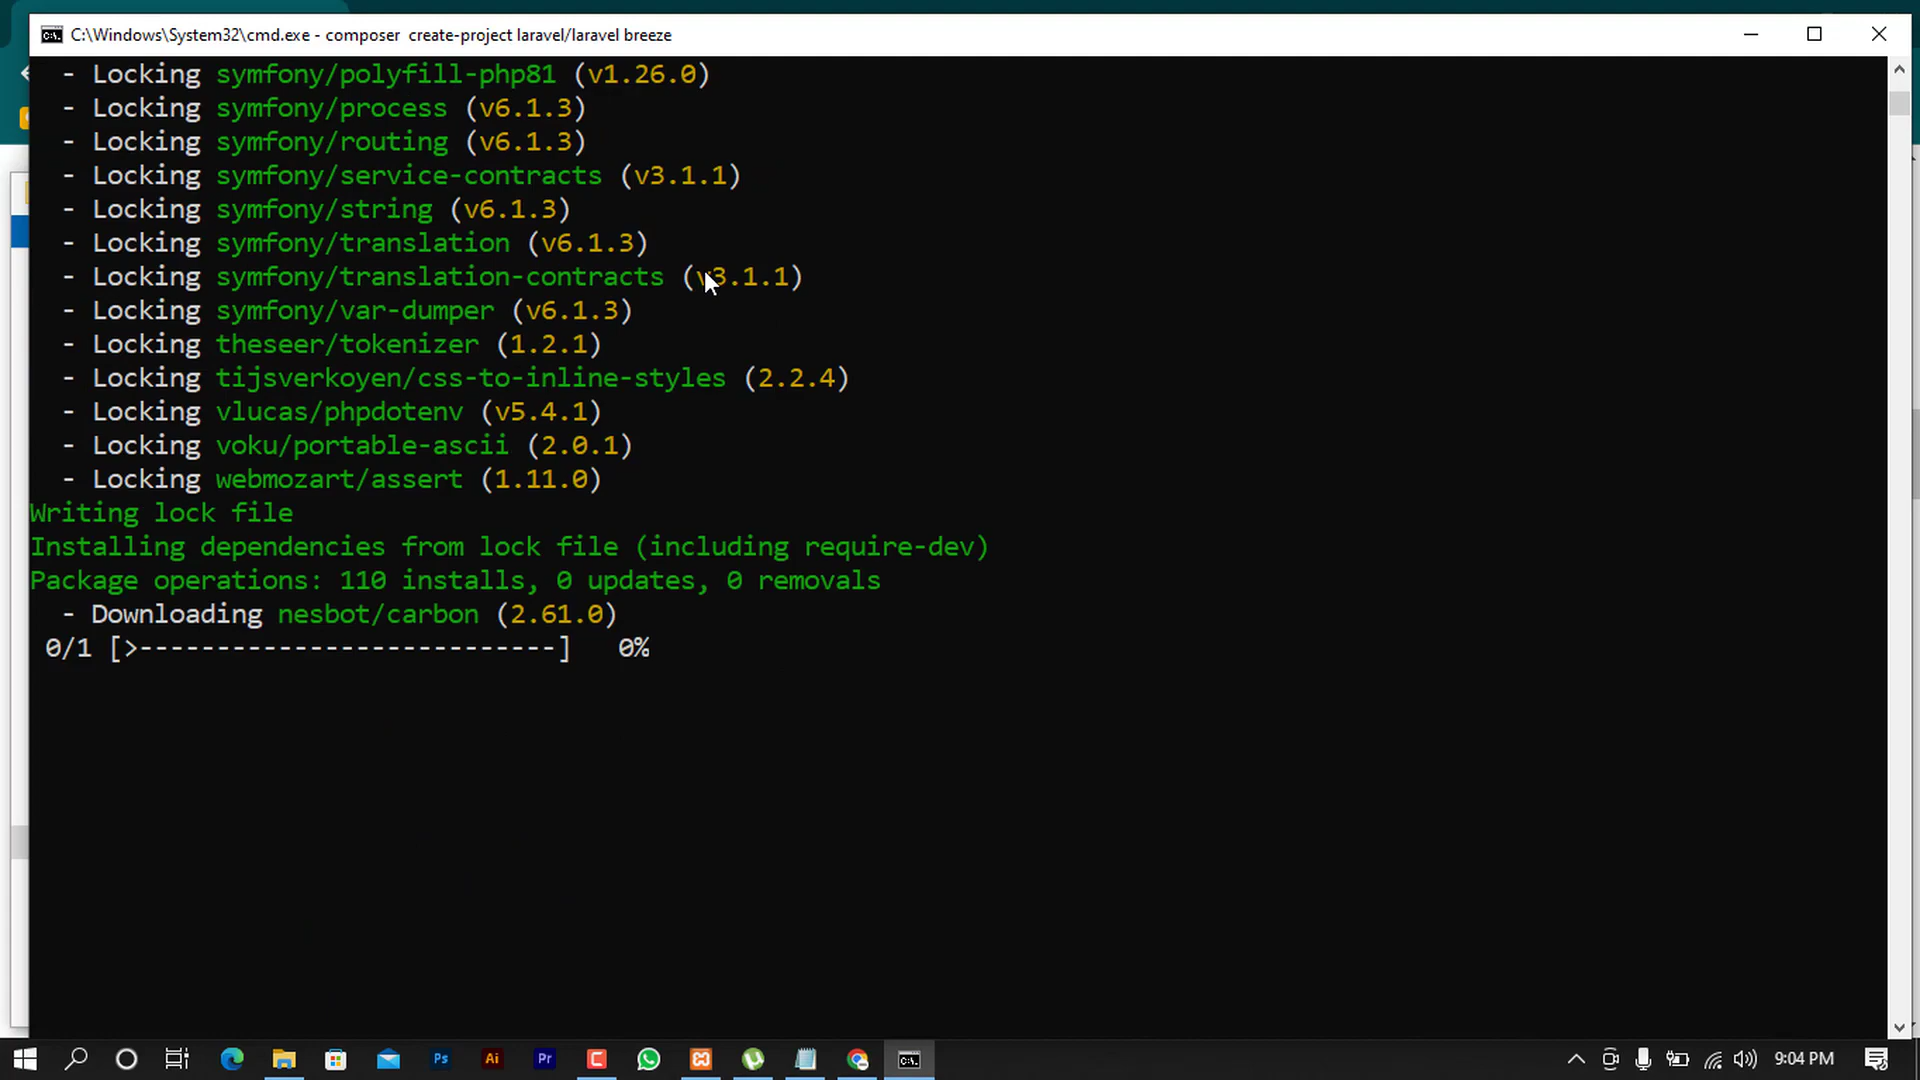 C:\Windows\System32\cmd.exe - composer  create-project laravel/laravel breeze
- Locking symfony/polyfill-php81 (v1.26.0)
- Locking symfony/process (v6.1.3)
- Locking symfony/routing (v6.1.3)
- Locking symfony/service-contracts (v3.1.1)
- Locking symfony/string (v6.1.3)
- Locking symfony/translation (v6.1.3)
- Locking symfony/translation-contracts (v3.1.1)
- Locking symfony/var-dumper (v6.1.3)
- Locking theseer/tokenizer (1.2.1)
- Locking tijsverkoyen/css-to-inline-styles (2.2.4)
- Locking vlucas/phpdotenv (v5.4.1)
- Locking voku/portable-ascii (2.0.1)
- Locking webmozart/assert (1.11.0)
Writing lock file
Installing dependencies from lock file (including require-dev)
Package operations: 110 installs, 0 updates, 0 removals
- Downloading nesbot/carbon (2.61.0)
0/1 [>---------------------------]   0%
Ps
Ai
Pr
9:04 PM